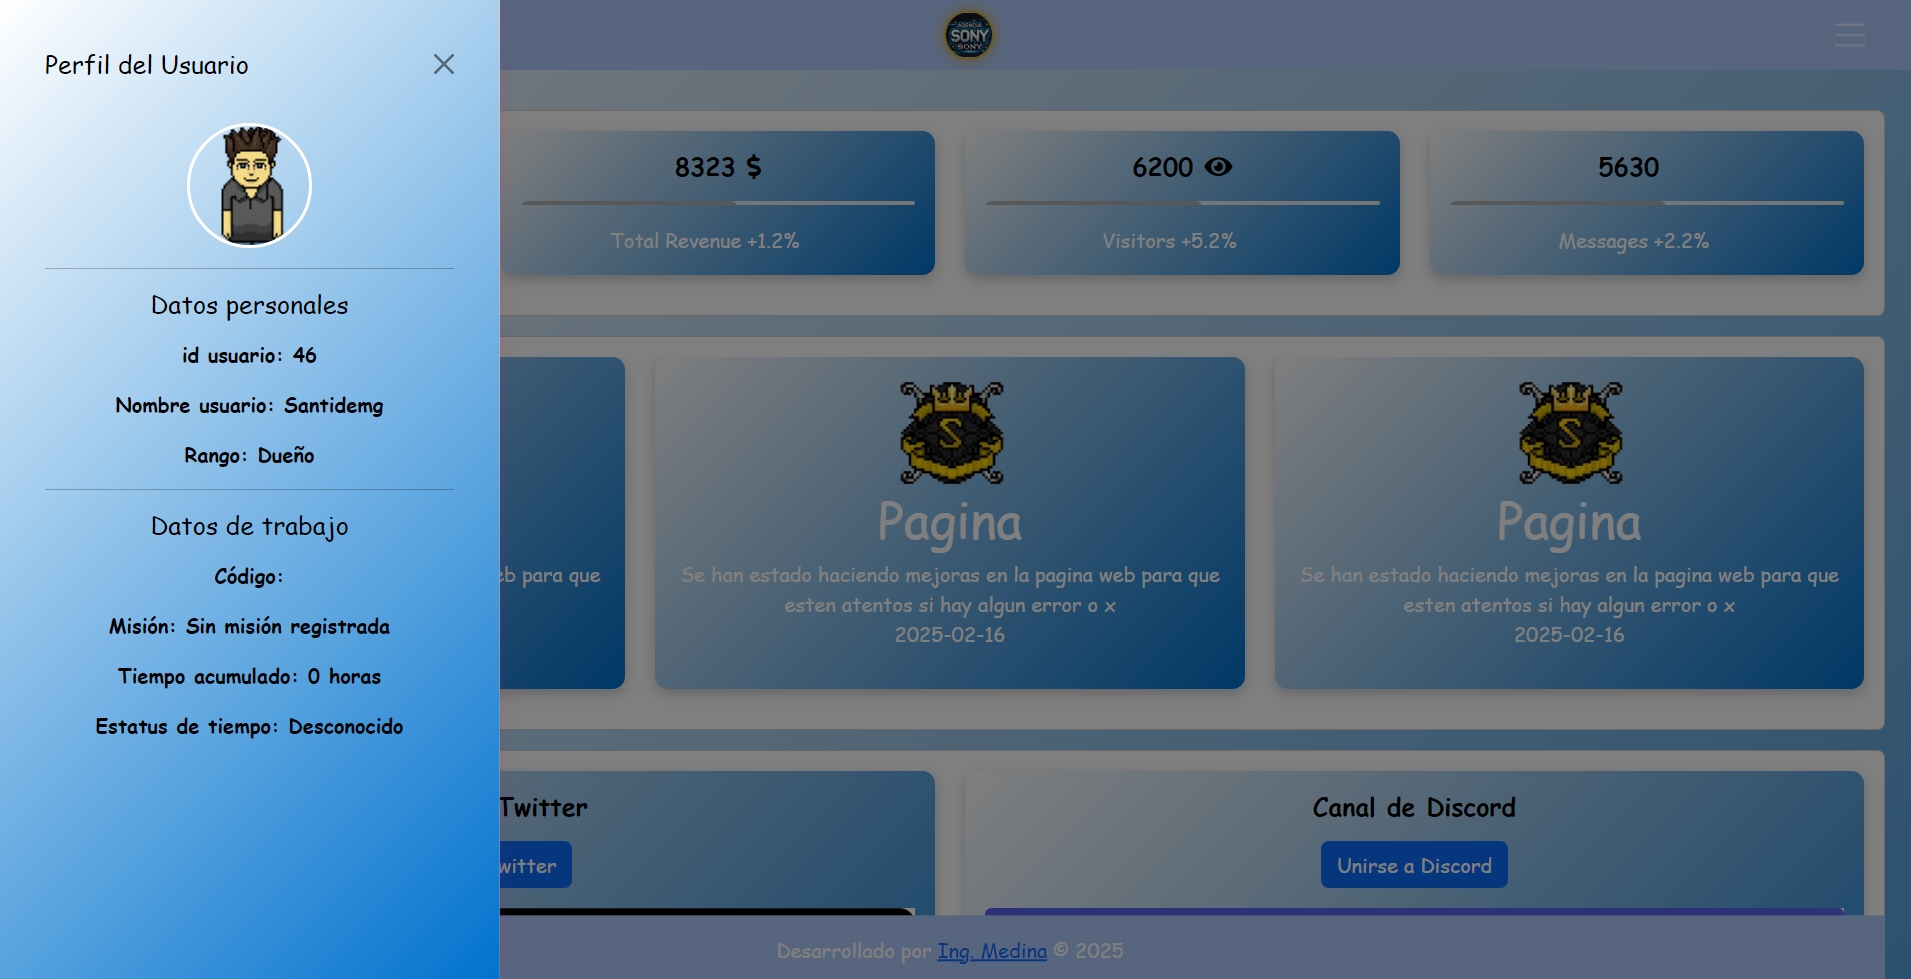 Perfil del Usuario
Datos personales
id usuario: 46
Nombre usuario: Santidemg
Rango: Dueño
Datos de trabajo
Código:
Misión: Sin misión registrada
Tiempo acumulado: 0 horas
Estatus de tiempo: Desconocido
AGENCIA
SONY
SONY
8323 $
Total Revenue +1.2%
6200
Visitors +5.2%
5630
Messages +2.2%
eb para que
S
Pagina
Se han estado haciendo mejoras en la pagina web para que
esten atentos si hay algun error o x
2025-02-16
S
Pagina
Se han estado haciendo mejoras en la pagina web para que
esten atentos si hay algun error o x
2025-02-16
Twitter
witter
Canal de Discord
Unirse a Discord
Desarrollado por Ing. Medina © 2025